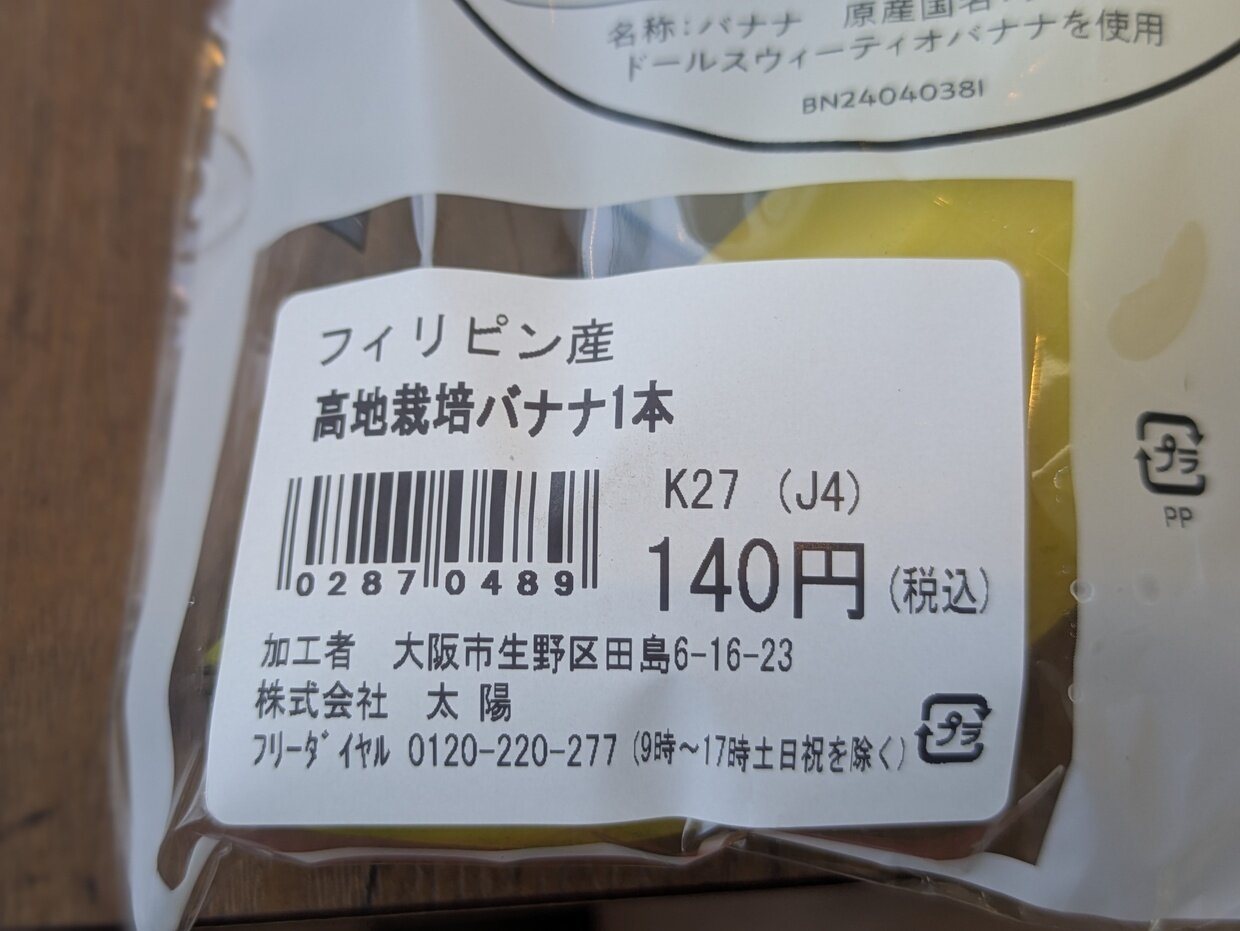 名称:バナナ　原産国名:
ドールスウィーティオバナナを使用
BN24040381
フィリピン産
高地栽培バナナ1本
K27 (J4)
02870489
140円(税込)
加工者　大阪市生野区田島6-16-23
株式会社　太陽
フリーダイヤル 0120-220-277 (9時～17時土日祝を除く)
プラ
プラ
PP